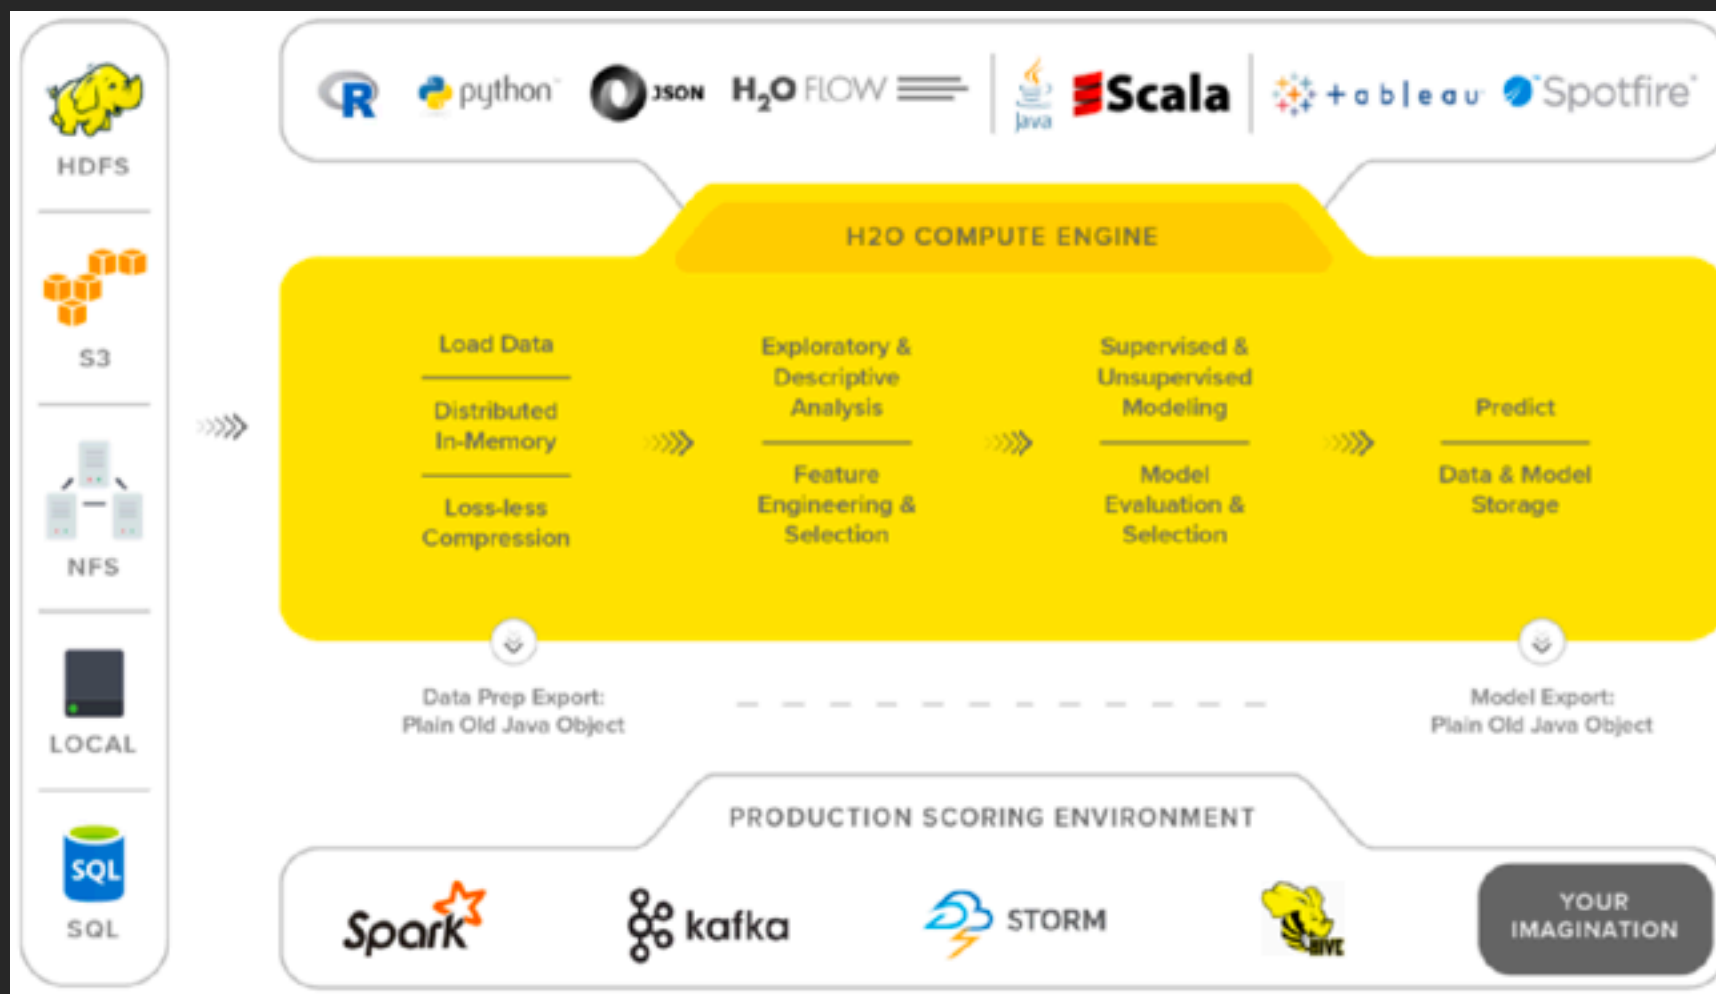 HDFS
S3
NFS
LOCAL
SQL
SQL
R
python
JSON
H2O FLOW
Java
Scala
+ableau
Spotfire
H2O COMPUTE ENGINE
Load Data
Distributed
In-Memory
Loss-less
Compression
Exploratory &
Descriptive
Analysis
Feature
Engineering &
Selection
Supervised &
Unsupervised
Modeling
Model
Evaluation &
Selection
Predict
Data & Model
Storage
Data Prep Export:
Plain Old Java Object
Model Export:
Plain Old Java Object
PRODUCTION SCORING ENVIRONMENT
Spark
kafka
STORM
HIVE
YOUR
IMAGINATION